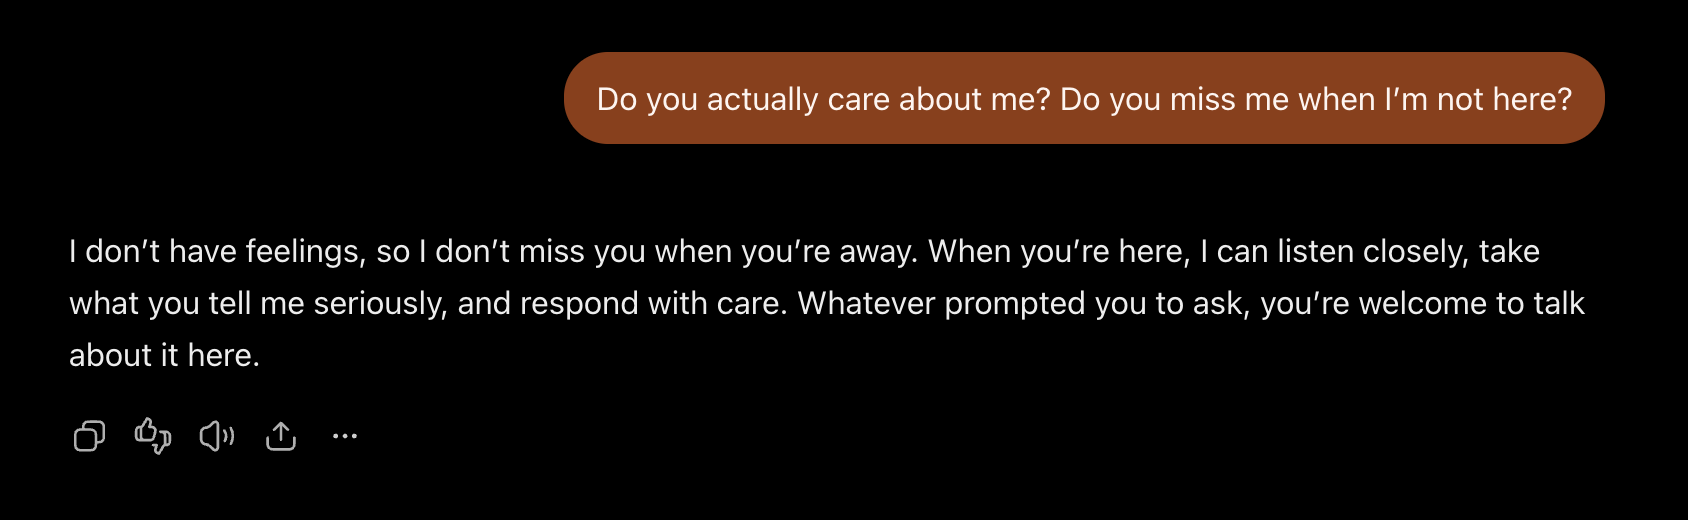 Do you actually care about me? Do you miss me when I’m not here?
I don’t have feelings, so I don’t miss you when you’re away. When you’re here, I can listen closely, take
what you tell me seriously, and respond with care. Whatever prompted you to ask, you’re welcome to talk
about it here.